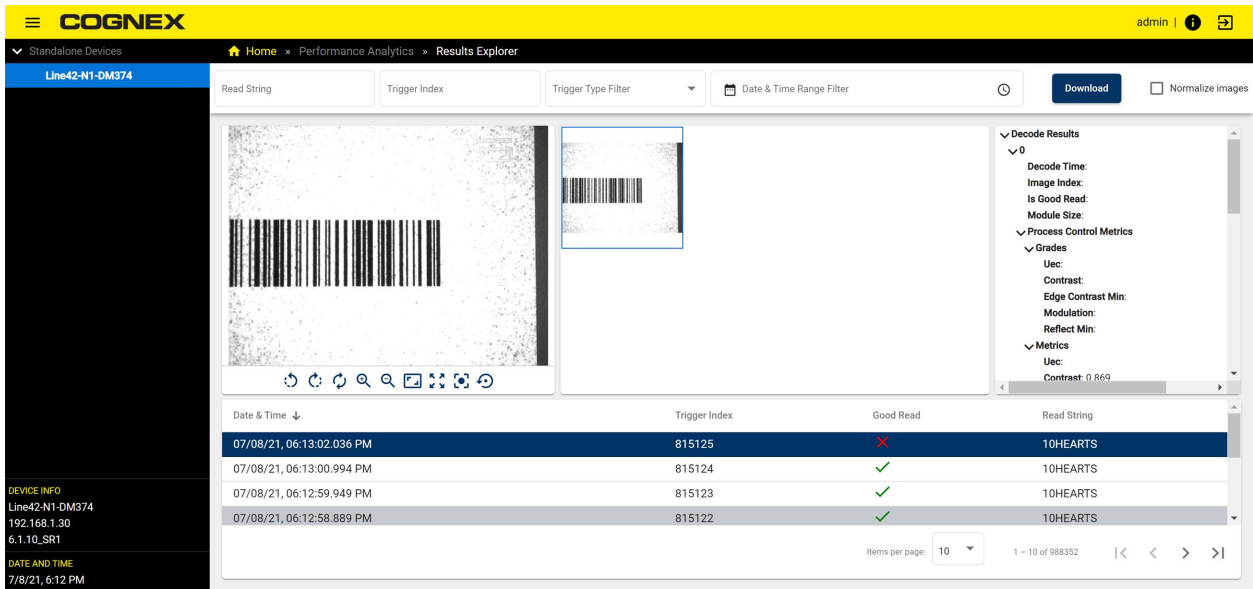 COGNEX
admin |
Standalone Devices
Home » Performance Analytics » Results Explorer
Line42-N1-DM374
Read String
Trigger Index
Trigger Type Filter
Date & Time Range Filter
Download
Normalize images
Decode Results
0
Decode Time:
Image Index:
Is Good Read:
Module Size:
Process Control Metrics
Grades
Uec:
Contrast:
Edge Contrast Min:
Modulation:
Reflect Min:
Metrics
Uec:
Contrast: 0.869
Date & Time Trigger Index Good Read Read String
07/08/21, 06:13:02.036 PM 815125 10HEARTS
07/08/21, 06:13:00.994 PM 815124 10HEARTS
07/08/21, 06:12:59.949 PM 815123 10HEARTS
07/08/21, 06:12:58.889 PM 815122 10HEARTS
Items per page: 10 1 – 10 of 988352
DEVICE INFO
Line42-N1-DM374
192.168.1.30
6.1.10_SR1
DATE AND TIME
7/8/21, 6:12 PM